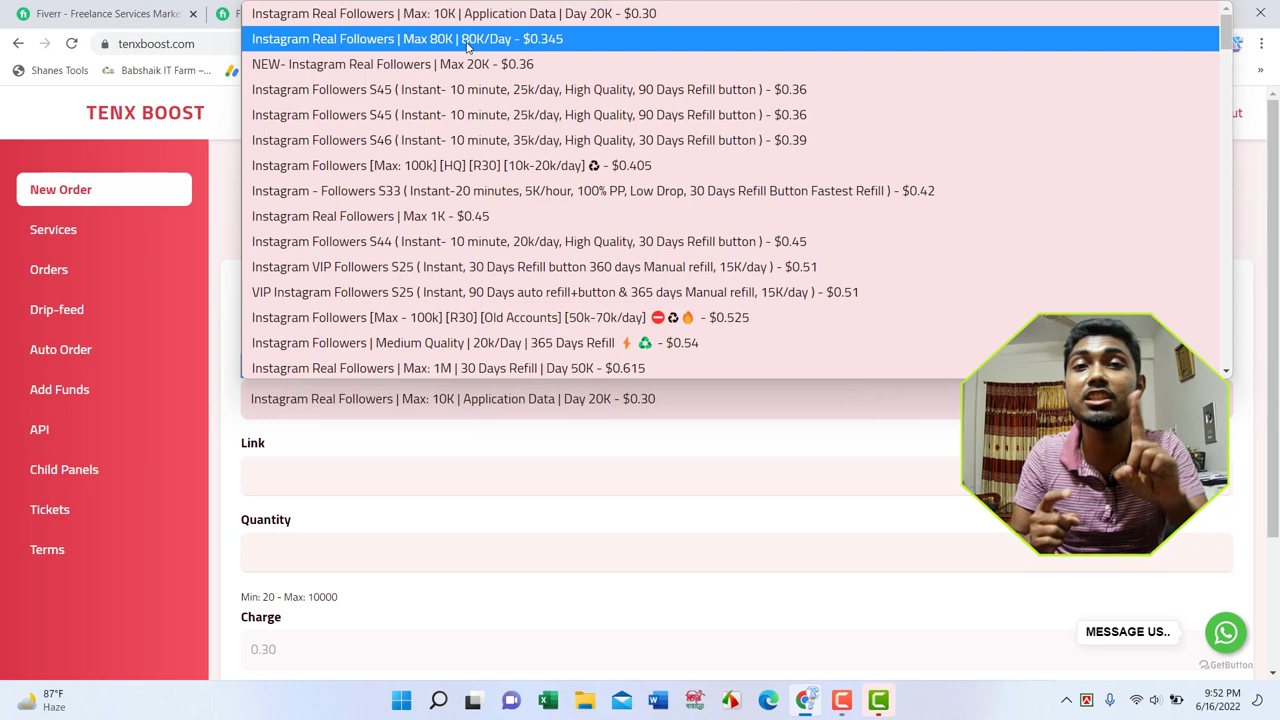 Fiverr - Freelance Services Market
F
tenxboost.com
Shanes Tools
Babshaik IT Farm –...
»
TENX BOOST
New Order
Services
Orders
Drip-feed
Auto Order
Add Funds
API
Child Panels
Tickets
Terms
Instagram Real Followers | Max: 10K | Application Data | Day 20K - $0.30
Instagram Real Followers | Max 80K | 80K/Day - $0.345
NEW- Instagram Real Followers | Max 20K - $0.36
Instagram Followers S45 ( Instant- 10 minute, 25k/day, High Quality, 90 Days Refill button ) - $0.36
Instagram Followers S45 ( Instant- 10 minute, 25k/day, High Quality, 90 Days Refill button ) - $0.36
Instagram Followers S46 ( Instant- 10 minute, 35k/day, High Quality, 30 Days Refill button ) - $0.39
Instagram Followers [Max: 100k] [HQ] [R30] [10k-20k/day] ♻ - $0.405
Instagram - Followers S33 ( Instant-20 minutes, 5K/hour, 100% PP, Low Drop, 30 Days Refill Button Fastest Refill ) - $0.42
Instagram Real Followers | Max 1K - $0.45
Instagram Followers S44 ( Instant- 10 minute, 20k/day, High Quality, 30 Days Refill button ) - $0.45
Instagram VIP Followers S25 ( Instant, 30 Days Refill button 360 days Manual refill, 15K/day ) - $0.51
VIP Instagram Followers S25 ( Instant, 90 Days auto refill+button & 365 days Manual refill, 15K/day ) - $0.51
Instagram Followers [Max - 100k] [R30] [Old Accounts] [50k-70k/day] ⛔♻🔥 - $0.525
Instagram Followers | Medium Quality | 20k/Day | 365 Days Refill ⚡ ♻ - $0.54
Instagram Real Followers | Max: 1M | 30 Days Refill | Day 50K - $0.615
Instagram Real Followers | Max: 10K | Application Data | Day 20K - $0.30
Link
Quantity
Min: 20 - Max: 10000
Charge
0.30
ut
MESSAGE US..
GetButton
87°F
Haze
9:52 PM
6/16/2022